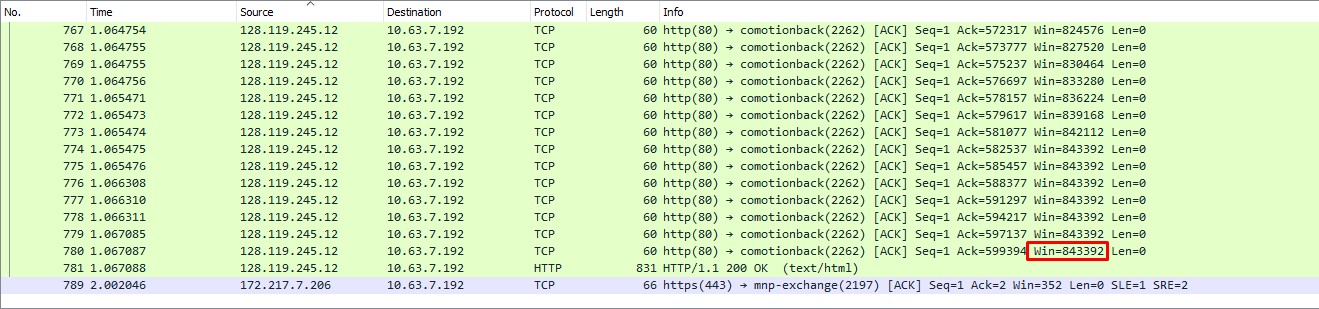 No. Time Source Destination Protocol Length Info
767 1.064754 128.119.245.12 10.63.7.192 TCP 60 http(80) → comotionback(2262) [ACK] Seq=1 Ack=572317 Win=824576 Len=0
768 1.064755 128.119.245.12 10.63.7.192 TCP 60 http(80) → comotionback(2262) [ACK] Seq=1 Ack=573777 Win=827520 Len=0
769 1.064755 128.119.245.12 10.63.7.192 TCP 60 http(80) → comotionback(2262) [ACK] Seq=1 Ack=575237 Win=830464 Len=0
770 1.064756 128.119.245.12 10.63.7.192 TCP 60 http(80) → comotionback(2262) [ACK] Seq=1 Ack=576697 Win=833280 Len=0
771 1.065471 128.119.245.12 10.63.7.192 TCP 60 http(80) → comotionback(2262) [ACK] Seq=1 Ack=578157 Win=836224 Len=0
772 1.065473 128.119.245.12 10.63.7.192 TCP 60 http(80) → comotionback(2262) [ACK] Seq=1 Ack=579617 Win=839168 Len=0
773 1.065474 128.119.245.12 10.63.7.192 TCP 60 http(80) → comotionback(2262) [ACK] Seq=1 Ack=581077 Win=842112 Len=0
774 1.065475 128.119.245.12 10.63.7.192 TCP 60 http(80) → comotionback(2262) [ACK] Seq=1 Ack=582537 Win=843392 Len=0
775 1.065476 128.119.245.12 10.63.7.192 TCP 60 http(80) → comotionback(2262) [ACK] Seq=1 Ack=585457 Win=843392 Len=0
776 1.066308 128.119.245.12 10.63.7.192 TCP 60 http(80) → comotionback(2262) [ACK] Seq=1 Ack=588377 Win=843392 Len=0
777 1.066310 128.119.245.12 10.63.7.192 TCP 60 http(80) → comotionback(2262) [ACK] Seq=1 Ack=591297 Win=843392 Len=0
778 1.066311 128.119.245.12 10.63.7.192 TCP 60 http(80) → comotionback(2262) [ACK] Seq=1 Ack=594217 Win=843392 Len=0
779 1.067085 128.119.245.12 10.63.7.192 TCP 60 http(80) → comotionback(2262) [ACK] Seq=1 Ack=597137 Win=843392 Len=0
780 1.067087 128.119.245.12 10.63.7.192 TCP 60 http(80) → comotionback(2262) [ACK] Seq=1 Ack=599394 Win=843392 Len=0
781 1.067088 128.119.245.12 10.63.7.192 HTTP 831 HTTP/1.1 200 OK (text/html)
789 2.002046 172.217.7.206 10.63.7.192 TCP 66 https(443) → mnp-exchange(2197) [ACK] Seq=1 Ack=2 Win=352 Len=0 SLE=1 SRE=2